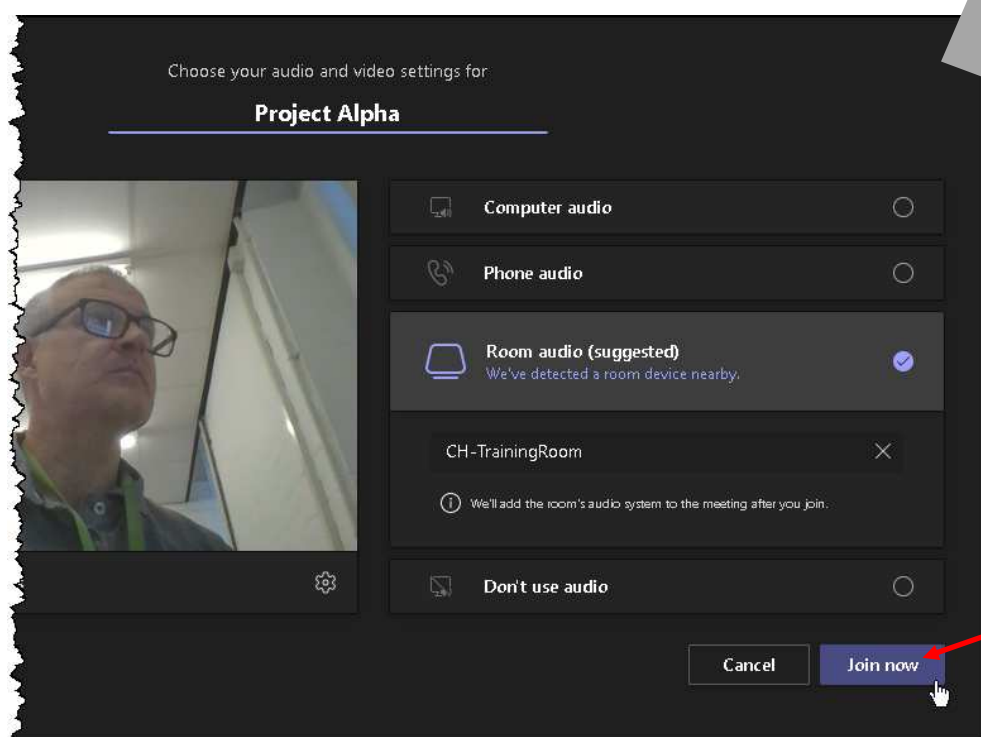 Choose your audio and video settings for
Project Alpha
Computer audio
Phone audio
Room audio (suggested)
We've detected a room device nearby.
CH-TrainingRoom
We'll add the room's audio system to the meeting after you join.
Don't use audio
Cancel
Join now